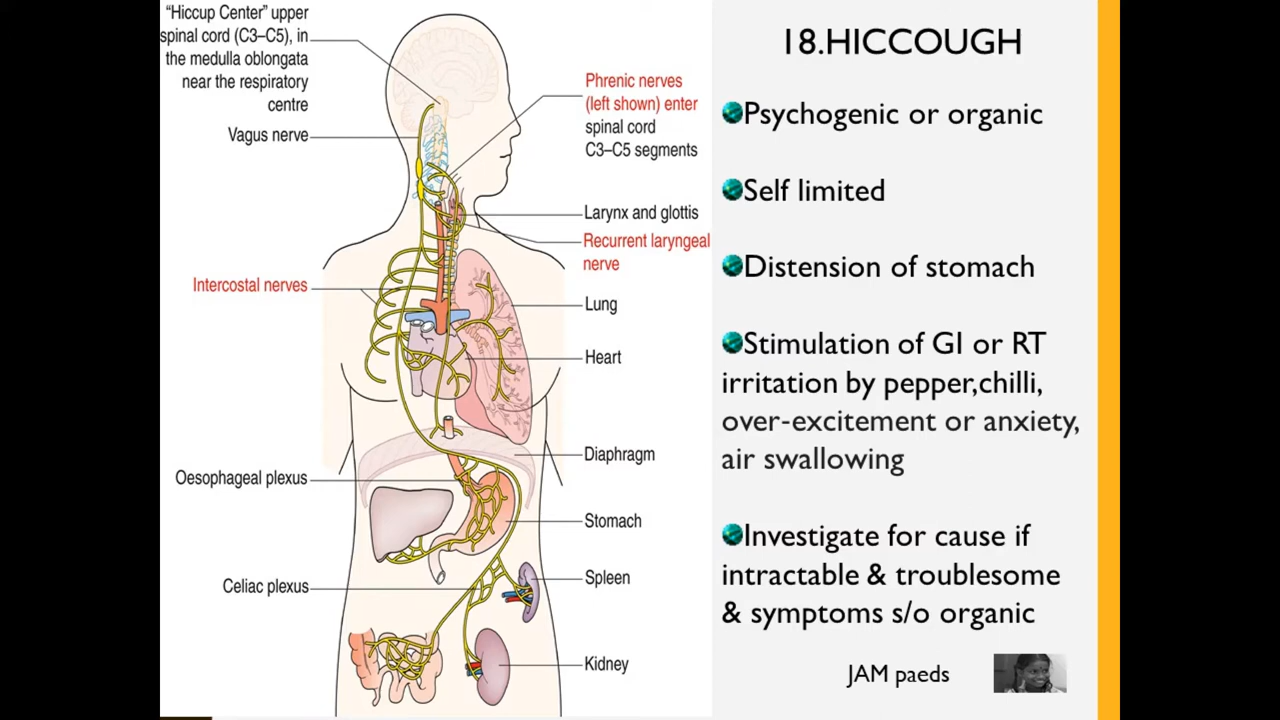 "Hiccup Center" upper
spinal cord (C3–C5), in
the medulla oblongata
near the respiratory
centre
Vagus nerve
Intercostal nerves
Oesophageal plexus
Celiac plexus
Phrenic nerves
(left shown) enter
spinal cord
C3–C5 segments
Larynx and glottis
Recurrent laryngeal
nerve
Lung
Heart
Diaphragm
Stomach
Spleen
Kidney
18.HICCOUGH
Psychogenic or organic
Self limited
Distension of stomach
Stimulation of GI or RT
irritation by pepper,chilli,
over-excitement or anxiety,
air swallowing
Investigate for cause if
intractable & troublesome
& symptoms s/o organic
JAM paeds